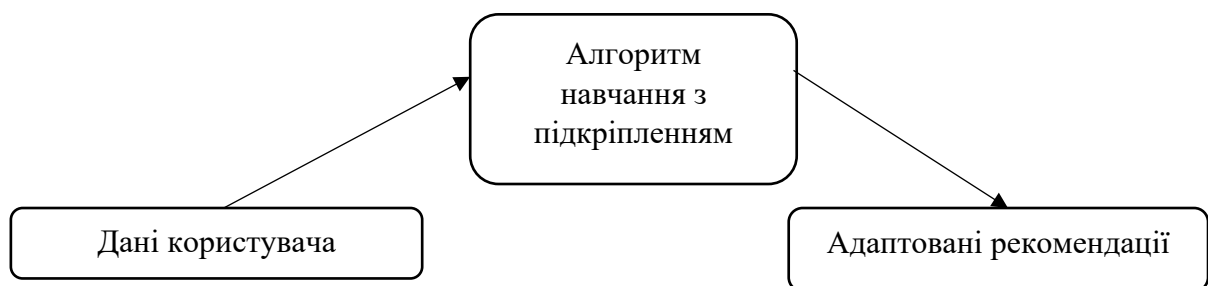 Алгоритм
навчання з
підкріпленням
Дані користувача
Адаптовані рекомендації